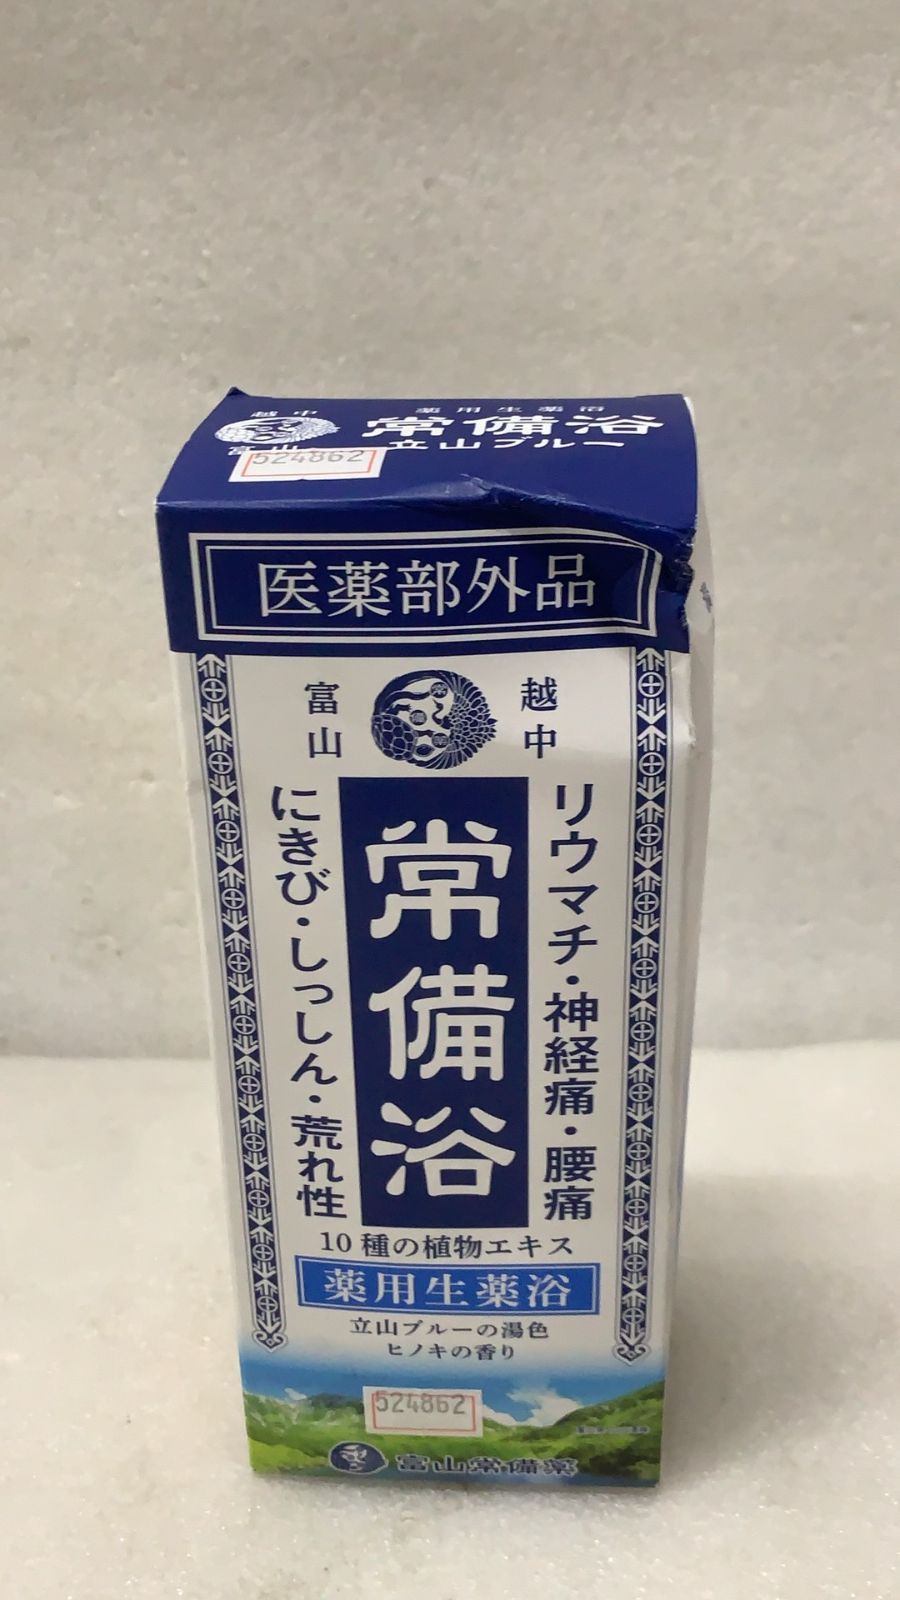 越中
富山
薬用生薬浴
常備浴
立山ブルー
524862
医薬部外品
越中
富山
リウマチ・神経痛・腰痛
常備浴
にきび・しっしん・荒れ性
10種の植物エキス
薬用生薬浴
立山ブルーの湯色
ヒノキの香り
524862
富山常備薬